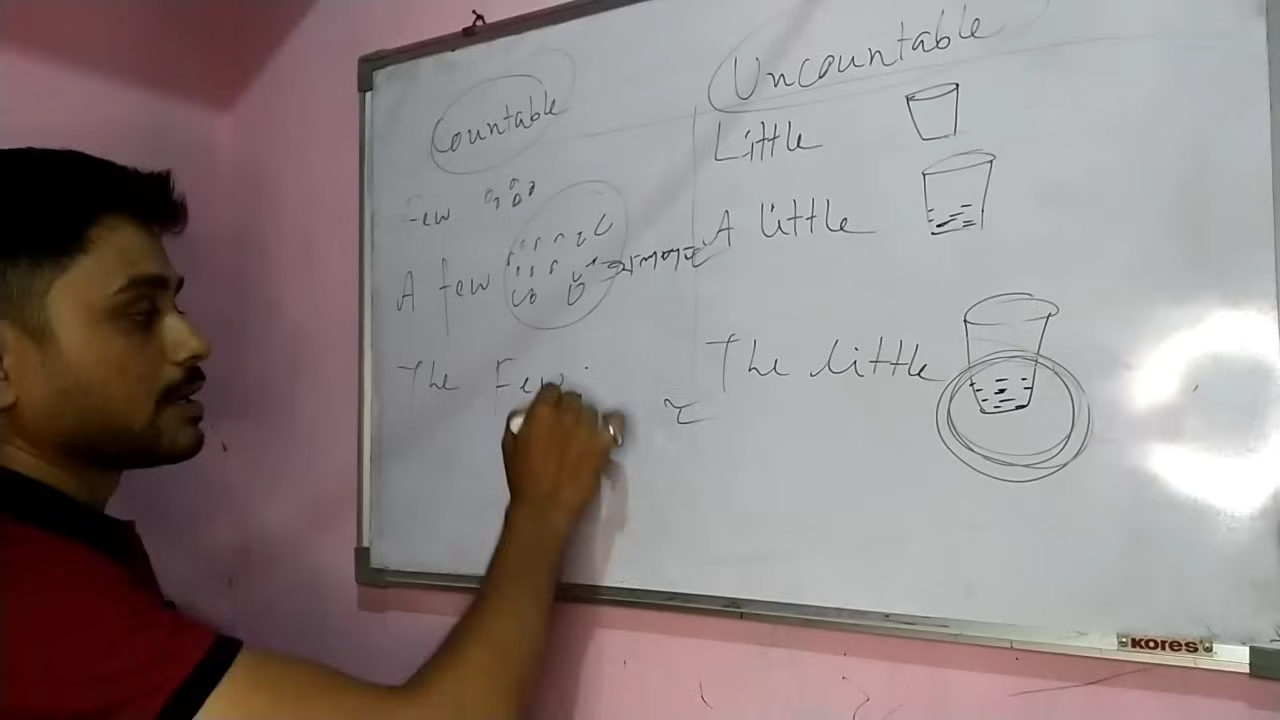 Countable
Few
A few
The Few
Uncountable
Little
A little
The little
KORES